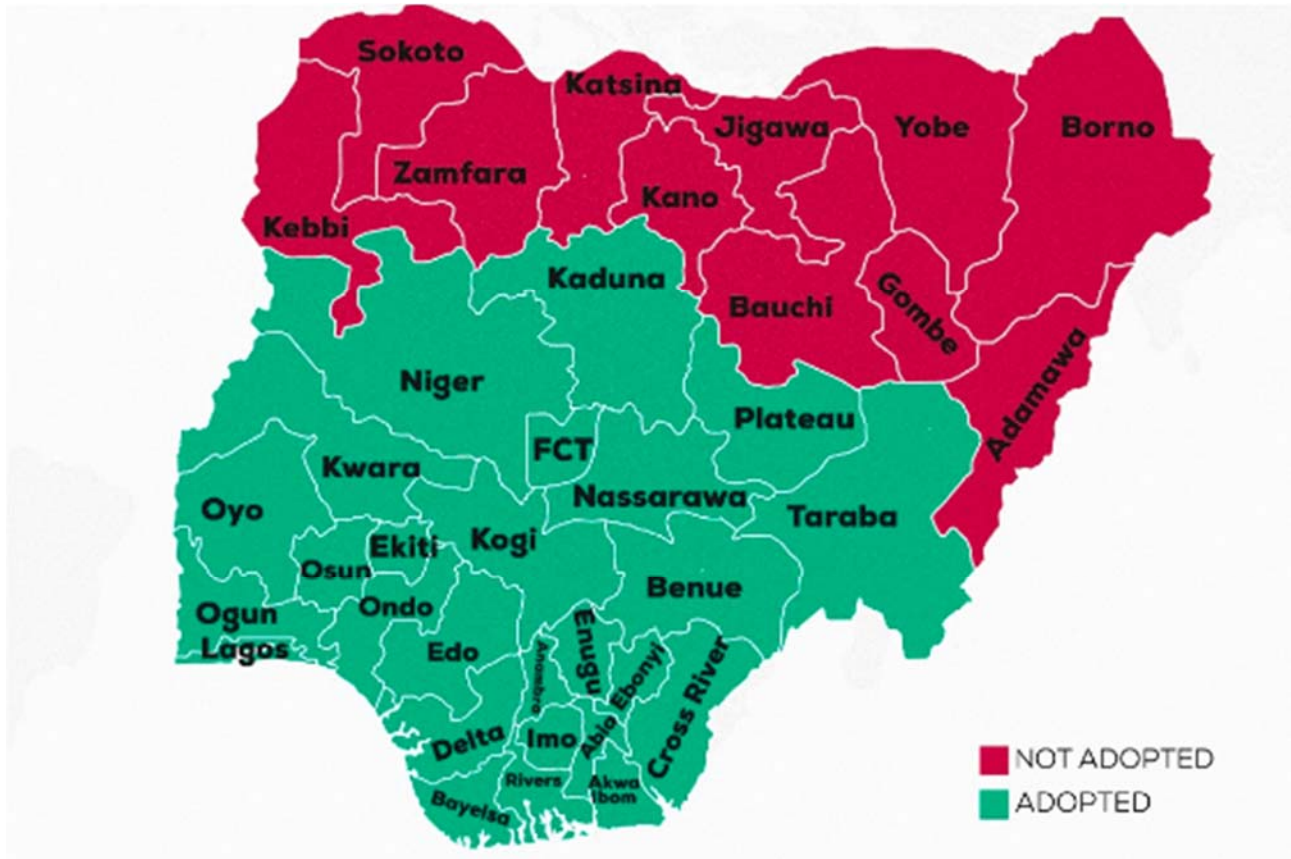 Sokoto
Katsina
Jigawa
Yobe
Borno
Zamfara
Kano
Kebbi
Kaduna
Bauchi
Gombe
Niger
Adamawa
Plateau
FCT
Kwara
Nassarawa
Oyo
Taraba
Kogi
Ekiti
Osun
Benue
Ondo
Ogun
Lagos
Edo
Enugu
Anambra
Ebonyi
Cross River
Delta
Imo
Abia
Rivers
Akwa
Ibom
Bayelsa
NOT ADOPTED
ADOPTED